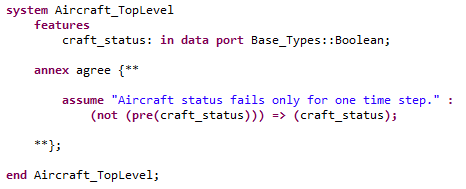 system Aircraft_TopLevel
features
craft_status: in data port Base_Types::Boolean;
annex agree {**
assume "Aircraft status fails only for one time step." :
(not (pre(craft_status))) => (craft_status);
**};
end Aircraft_TopLevel;